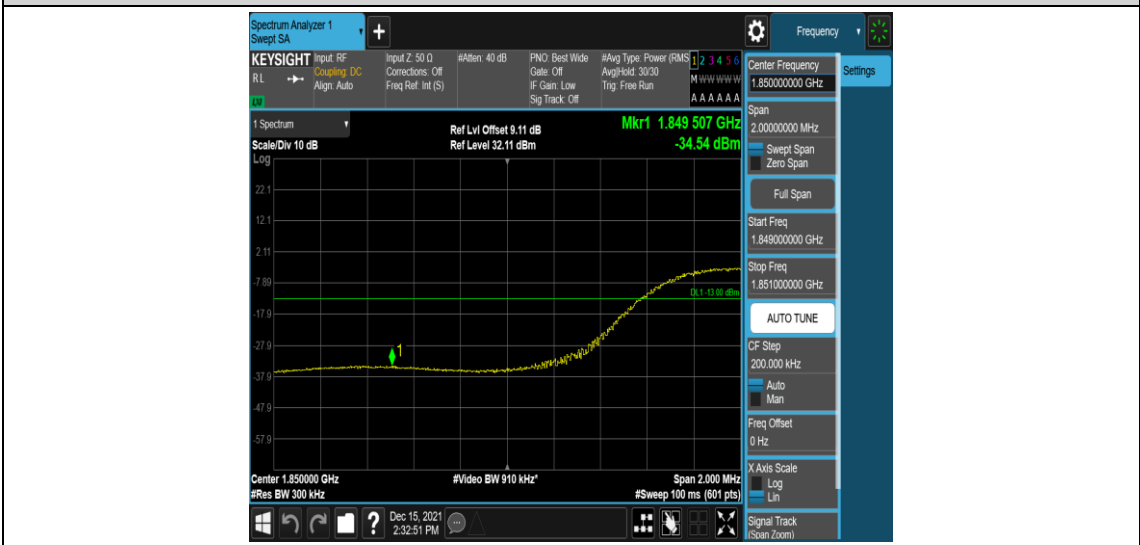 Spectrum Analyzer 1
Swept SA
+
Frequency
KEYSIGHT
RL
LXI
Input: RF
Coupling: DC
Align: Auto
Input Z: 50 Ω
Corrections: Off
Freq Ref: Int (S)
#Atten: 40 dB
PNO: Best Wide
Gate: Off
IF Gain: Low
Sig Track: Off
#Avg Type: Power (RMS
Avg|Hold: 30/30
Trig: Free Run
1 2 3 4 5 6
M W W W W W
A A A A A A
Center Frequency
1.850000000 GHz
Settings
Span
2.00000000 MHz
Swept Span
Zero Span
Full Span
Start Freq
1.849000000 GHz
Stop Freq
1.851000000 GHz
AUTO TUNE
CF Step
200.000 kHz
Auto
Man
Freq Offset
0 Hz
X Axis Scale
Log
Lin
Signal Track
(Span Zoom)
1 Spectrum
Scale/Div 10 dB
Log
Ref Lvl Offset 9.11 dB
Ref Level 32.11 dBm
Mkr1 1.849 507 GHz
-34.54 dBm
22.1
12.1
2.11
-7.89
-17.9
-27.9
-37.9
-47.9
-57.9
DL1 -13.00 dBm
1
Center 1.850000 GHz
#Res BW 300 kHz
#Video BW 910 kHz*
Span 2.000 MHz
#Sweep 100 ms (601 pts)
?
Dec 15, 2021
2:32:51 PM